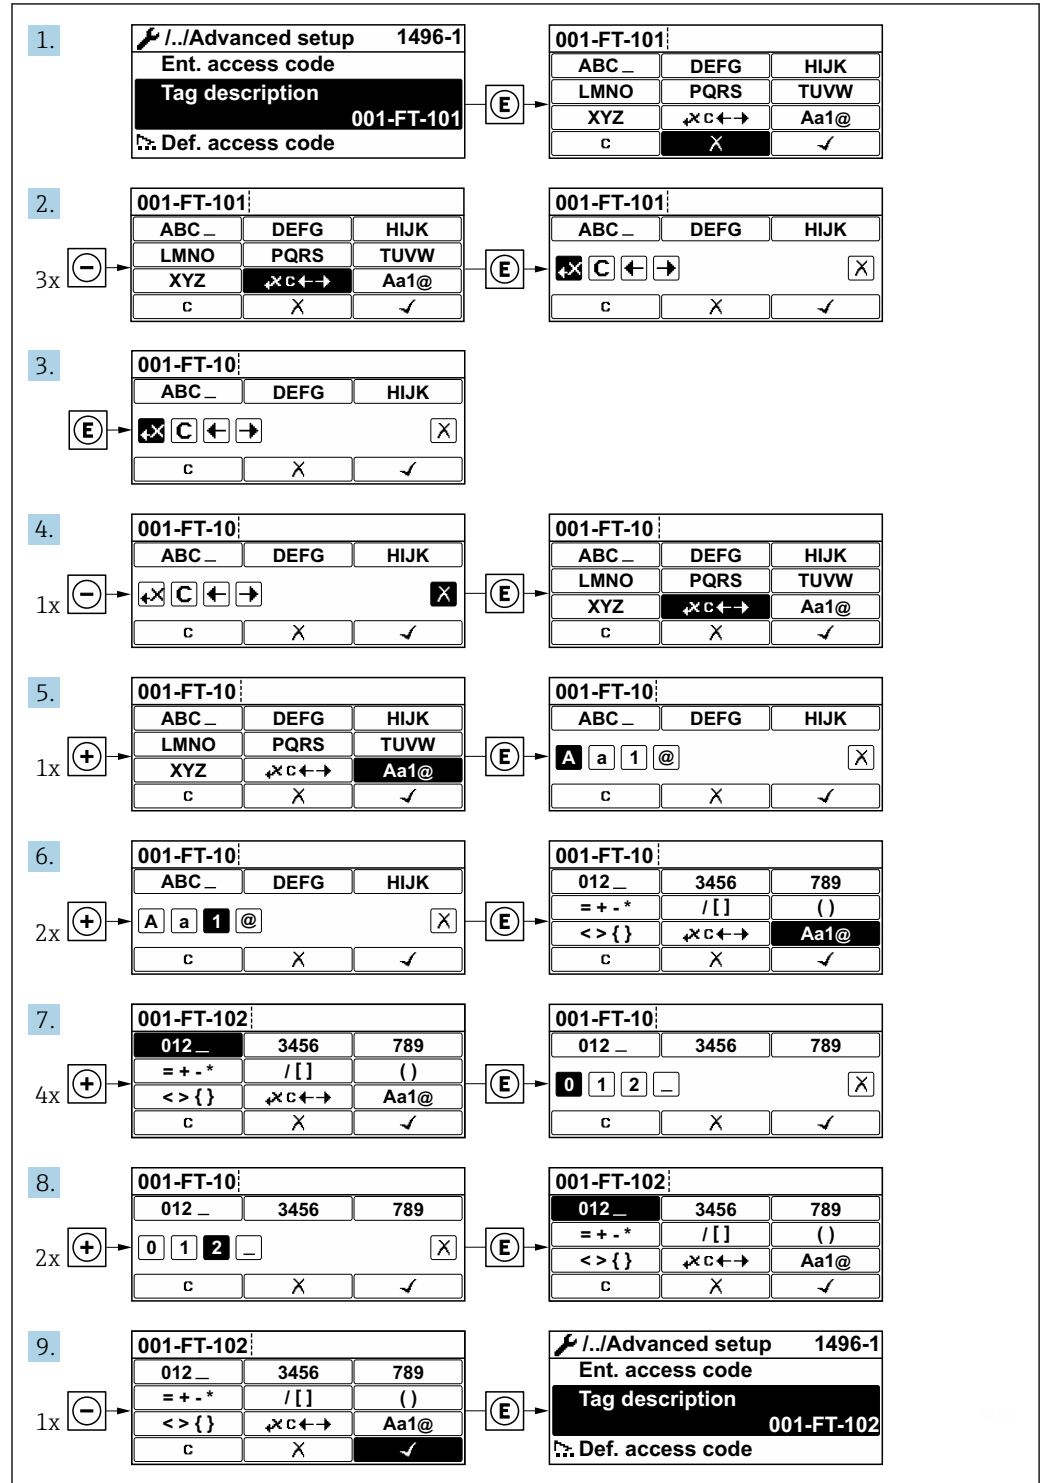 1.
/../Advanced setup 1496-1
Ent. access code
Tag description
001-FT-101
Def. access code
E
001-FT-101
ABC_ DEFG HIJK
LMNO PQRS TUVW
XYZ C←→ Aa1@
C X ✓
2.
3x −
001-FT-101
ABC_ DEFG HIJK
LMNO PQRS TUVW
XYZ C←→ Aa1@
C X ✓
E
001-FT-101
ABC_ DEFG HIJK
C ← → X
C X ✓
3.
E
001-FT-10
ABC_ DEFG HIJK
C ← → X
C X ✓
4.
1x −
001-FT-10
ABC_ DEFG HIJK
C ← → X
C X ✓
E
001-FT-10
ABC_ DEFG HIJK
LMNO PQRS TUVW
XYZ C←→ Aa1@
C X ✓
5.
1x +
001-FT-10
ABC_ DEFG HIJK
LMNO PQRS TUVW
XYZ C←→ Aa1@
C X ✓
E
001-FT-10
ABC_ DEFG HIJK
A a 1 @ X
C X ✓
6.
2x +
001-FT-10
ABC_ DEFG HIJK
A a 1 @ X
C X ✓
E
001-FT-10
012_ 3456 789
= + - * / [ ] ( )
< > { } C←→ Aa1@
C X ✓
7.
4x +
001-FT-102
012_ 3456 789
= + - * / [ ] ( )
< > { } C←→ Aa1@
C X ✓
E
001-FT-10
012_ 3456 789
0 1 2 _ X
C X ✓
8.
2x +
001-FT-10
012_ 3456 789
0 1 2 _ X
C X ✓
E
001-FT-102
012_ 3456 789
= + - * / [ ] ( )
< > { } C←→ Aa1@
C X ✓
9.
1x −
001-FT-102
012_ 3456 789
= + - * / [ ] ( )
< > { } C←→ Aa1@
C X ✓
E
/../Advanced setup 1496-1
Ent. access code
Tag description
001-FT-102
Def. access code